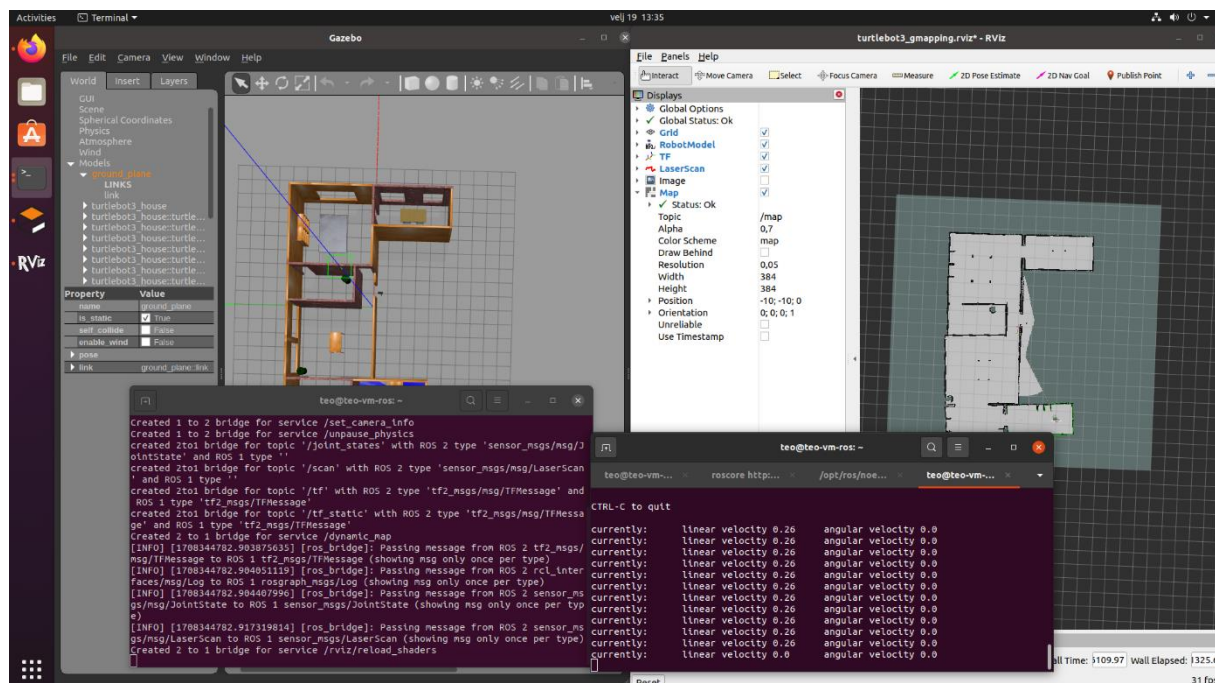 Activities
Terminal
velj 19 13:35
Gazebo
File Edit Camera View Window Help
World Insert Layers
GUI
Scene
Spherical Coordinates
Physics
Atmosphere
Wind
Models
ground_plane
LINKS
link
turtlebot3_house
turtlebot3_house::turtle...
turtlebot3_house::turtle...
turtlebot3_house::turtle...
turtlebot3_house::turtle...
turtlebot3_house::turtle...
turtlebot3_house::turtle...
Property Value
name ground_plane
is_static True
self_collide False
enable_wind False
pose
link ground_plane::link
RViz
turtlebot3_gmapping.rviz* - RViz
File Panels Help
Interact Move Camera Select Focus Camera Measure 2D Pose Estimate 2D Nav Goal Publish Point
Displays
Global Options
Global Status: Ok
Grid
RobotModel
TF
LaserScan
Image
Map
Status: Ok
Topic /map
Alpha 0,7
Color Scheme map
Draw Behind
Resolution 0,05
Width 384
Height 384
Position -10; -10; 0
Orientation 0; 0; 0; 1
Unreliable
Use Timestamp
teo@teo-vm-ros: ~
Created 1 to 2 bridge for service /set_camera_info
Created 1 to 2 bridge for service /unpause_physics
created 2to1 bridge for topic '/joint_states' with ROS 2 type 'sensor_msgs/msg/J
ointState' and ROS 1 type ''
created 2to1 bridge for topic '/scan' with ROS 2 type 'sensor_msgs/msg/LaserScan
' and ROS 1 type ''
created 2to1 bridge for topic '/tf' with ROS 2 type 'tf2_msgs/msg/TFMessage' and
ROS 1 type 'tf2_msgs/TFMessage'
created 2to1 bridge for topic '/tf_static' with ROS 2 type 'tf2_msgs/msg/TFMessa
ge' and ROS 1 type 'tf2_msgs/TFMessage'
Created 2 to 1 bridge for service /dynamic_map
[INFO] [1708344782.903875635] [ros_bridge]: Passing message from ROS 2 tf2_msgs/
msg/TFMessage to ROS 1 tf2_msgs/TFMessage (showing msg only once per type)
[INFO] [1708344782.904051119] [ros_bridge]: Passing message from ROS 2 rcl_inter
faces/msg/Log to ROS 1 rosgraph_msgs/Log (showing msg only once per type)
[INFO] [1708344782.904407996] [ros_bridge]: Passing message from ROS 2 sensor_ms
gs/msg/JointState to ROS 1 sensor_msgs/JointState (showing msg only once per typ
e)
[INFO] [1708344782.917319814] [ros_bridge]: Passing message from ROS 2 sensor_ms
gs/msg/LaserScan to ROS 1 sensor_msgs/LaserScan (showing msg only once per type)
Created 2 to 1 bridge for service /rviz/reload_shaders
teo@teo-vm-ros: ~
teo@teo-vm-... roscore http:... /opt/ros/noe... teo@teo-vm-...
CTRL-C to quit
currently: linear velocity 0.26 angular velocity 0.0
currently: linear velocity 0.26 angular velocity 0.0
currently: linear velocity 0.26 angular velocity 0.0
currently: linear velocity 0.26 angular velocity 0.0
currently: linear velocity 0.26 angular velocity 0.0
currently: linear velocity 0.26 angular velocity 0.0
currently: linear velocity 0.26 angular velocity 0.0
currently: linear velocity 0.26 angular velocity 0.0
currently: linear velocity 0.26 angular velocity 0.0
currently: linear velocity 0.26 angular velocity 0.0
currently: linear velocity 0.26 angular velocity 0.0
currently: linear velocity 0.0 angular velocity 0.0
Time: Wall Elapsed:
Reset
31 fps